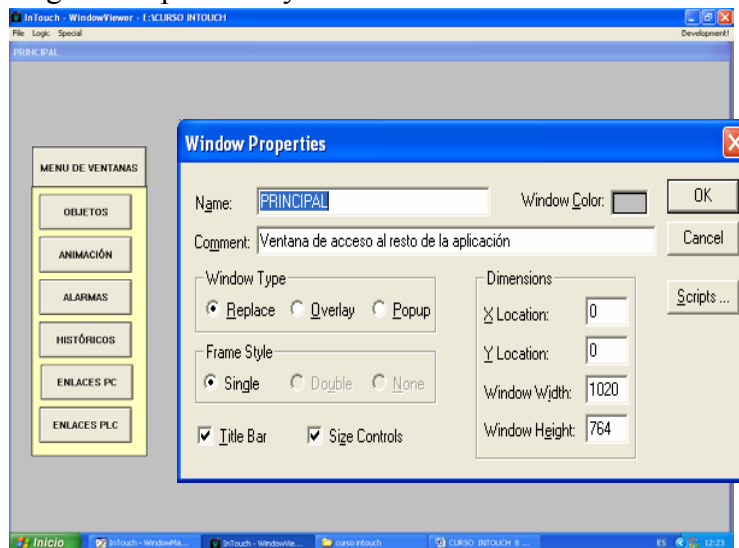 InTouch - WindowViewer - E:\CURSO INTOUCH
File Logic Special
Development!
PRINCIPAL
MENU DE VENTANAS
OBJETOS
ANIMACIÓN
ALARMAS
HISTÓRICOS
ENLACES PC
ENLACES PLC
Window Properties
Name: PRINCIPAL
Window Color:
OK
Comment: Ventana de acceso al resto de la aplicación
Cancel
Window Type
Replace Overlay Popup
Dimensions
X Location: 0
Scripts ...
Frame Style
Y Location: 0
Single Double None
Window Width: 1020
Title Bar Size Controls
Window Height: 764
Inicio
InTouch - WindowMa...
InTouch - WindowVie...
curso intouch
CURSO INTOUCH 8 ...
ES
12:23